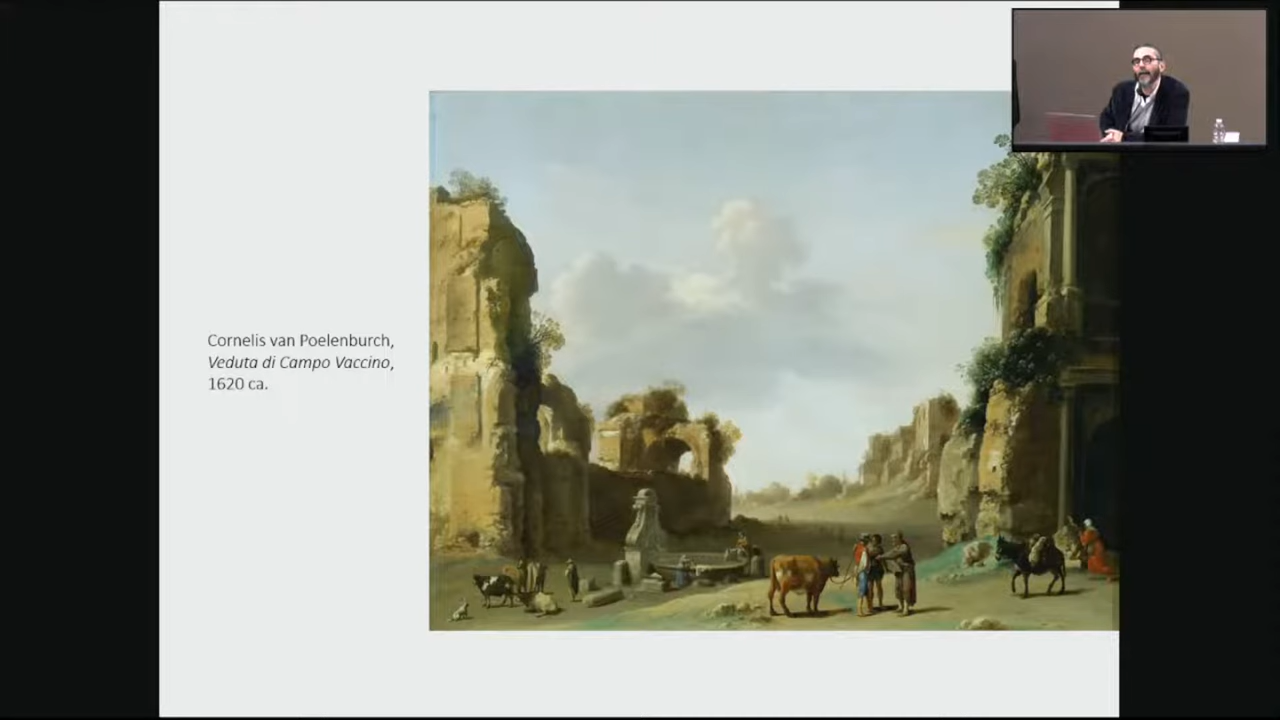 Cornelis van Poelenburch,
Veduta di Campo Vaccino,
1620 ca.